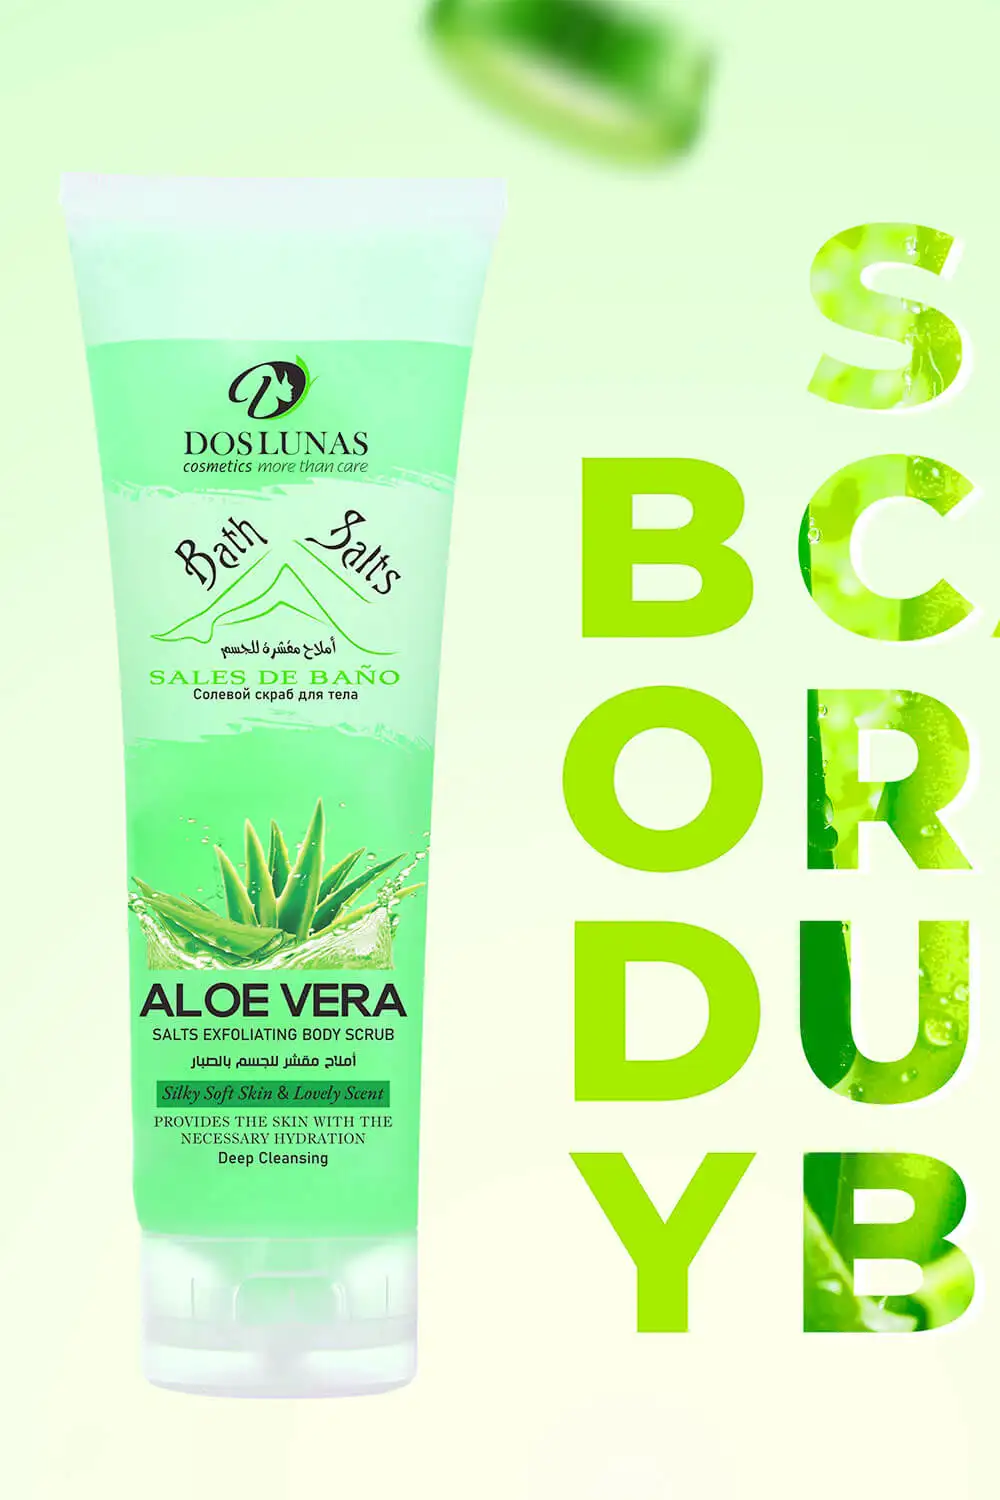 DOSLUNAS
cosmetics more than care
Bath Salts
أملاح مقشرة للجسم
SALES DE BAÑO
Солевой скраб для тела
ALOE VERA
SALTS EXFOLIATING BODY SCRUB
أملاح مقشر للجسم بالصبار
Silky Soft Skin & Lovely Scent
PROVIDES THE SKIN WITH THE
NECESSARY HYDRATION
Deep Cleansing
BODY
SCRUB